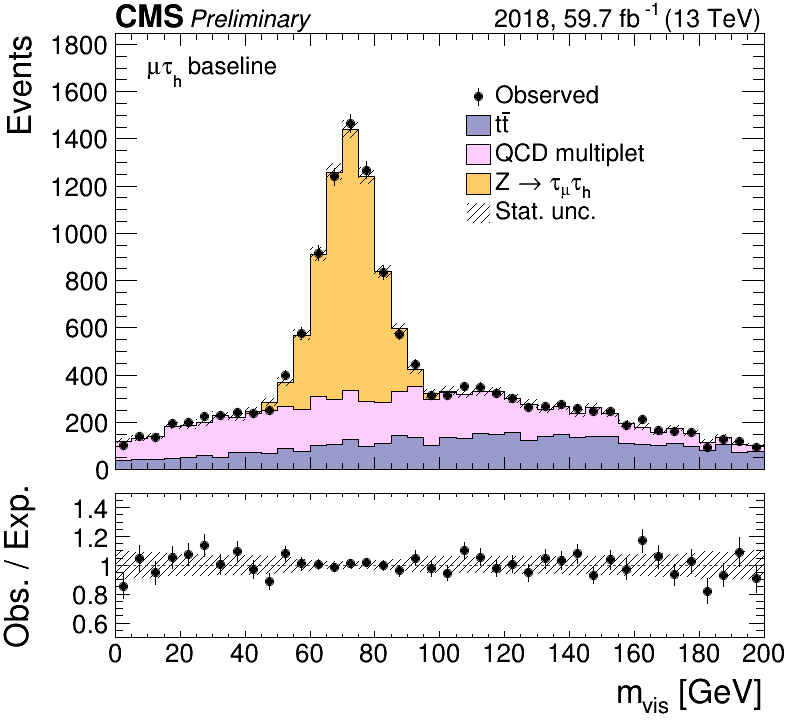 CMS Preliminary 2018, 59.7 fb⁻¹ (13 TeV)
Events
1800
1600
1400
1200
1000
800
600
400
200
0
μτₕ baseline
Observed
tt̄
QCD multiplet
Z → τ_μτₕ
Stat. unc.
Obs. / Exp.
1.4
1.2
1
0.8
0.6
0 20 40 60 80 100 120 140 160 180 200
m_vis [GeV]